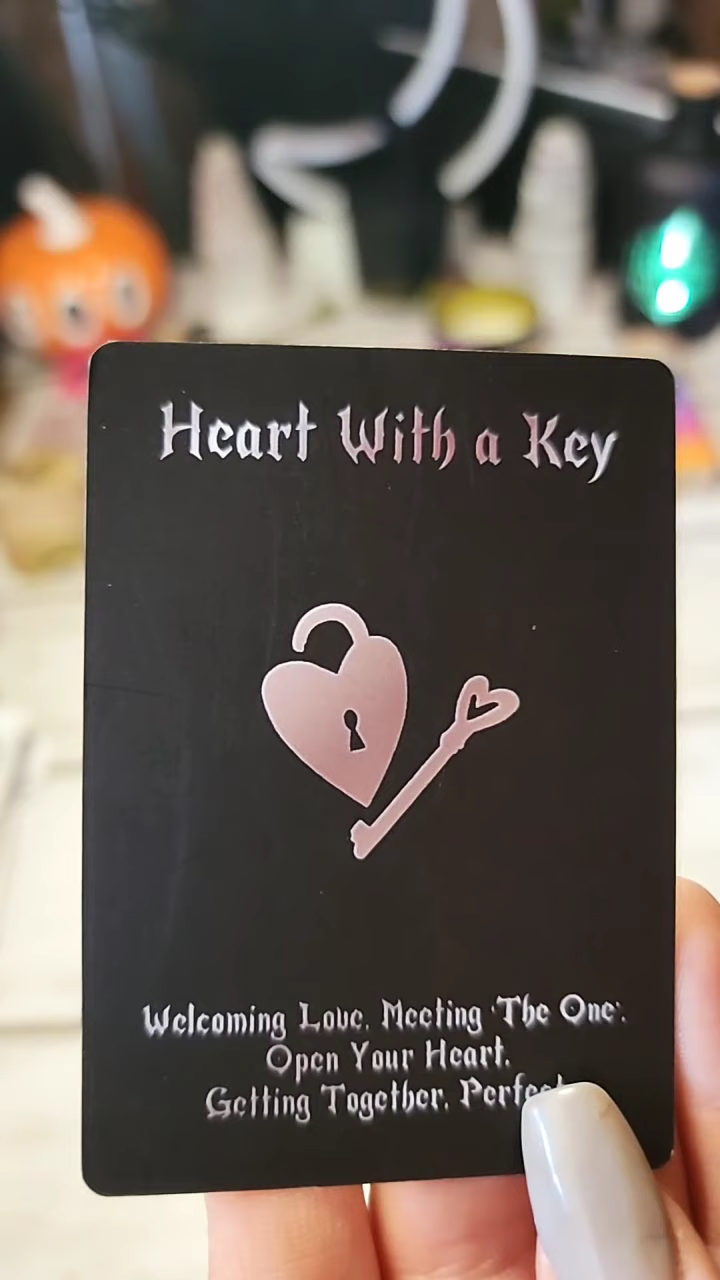 Heart With a Key
Welcoming Love. Meeting 'The One'.
Open Your Heart.
Getting Together.